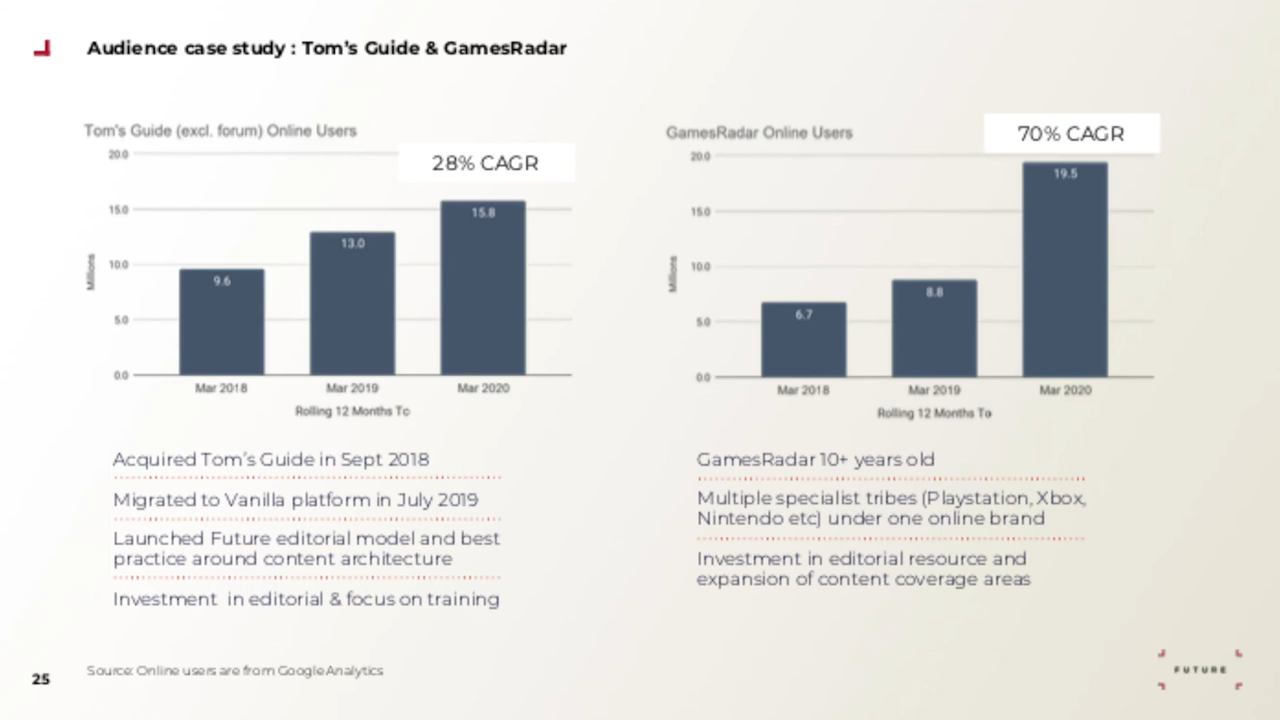 Audience case study : Tom's Guide & GamesRadar
Tom's Guide (excl. forum) Online Users
28% CAGR
20.0
15.0
10.0
5.0
0.0
Millions
9.6
13.0
15.8
Mar 2018
Mar 2019
Mar 2020
Rolling 12 Months To
GamesRadar Online Users
70% CAGR
20.0
15.0
10.0
5.0
0.0
Millions
6.7
8.8
19.5
Mar 2018
Mar 2019
Mar 2020
Rolling 12 Months To
Acquired Tom's Guide in Sept 2018
Migrated to Vanilla platform in July 2019
Launched Future editorial model and best
practice around content architecture
Investment in editorial & focus on training
GamesRadar 10+ years old
Multiple specialist tribes (Playstation, Xbox,
Nintendo etc) under one online brand
Investment in editorial resource and
expansion of content coverage areas
25
Source: Online users are from Google Analytics
FUTURE